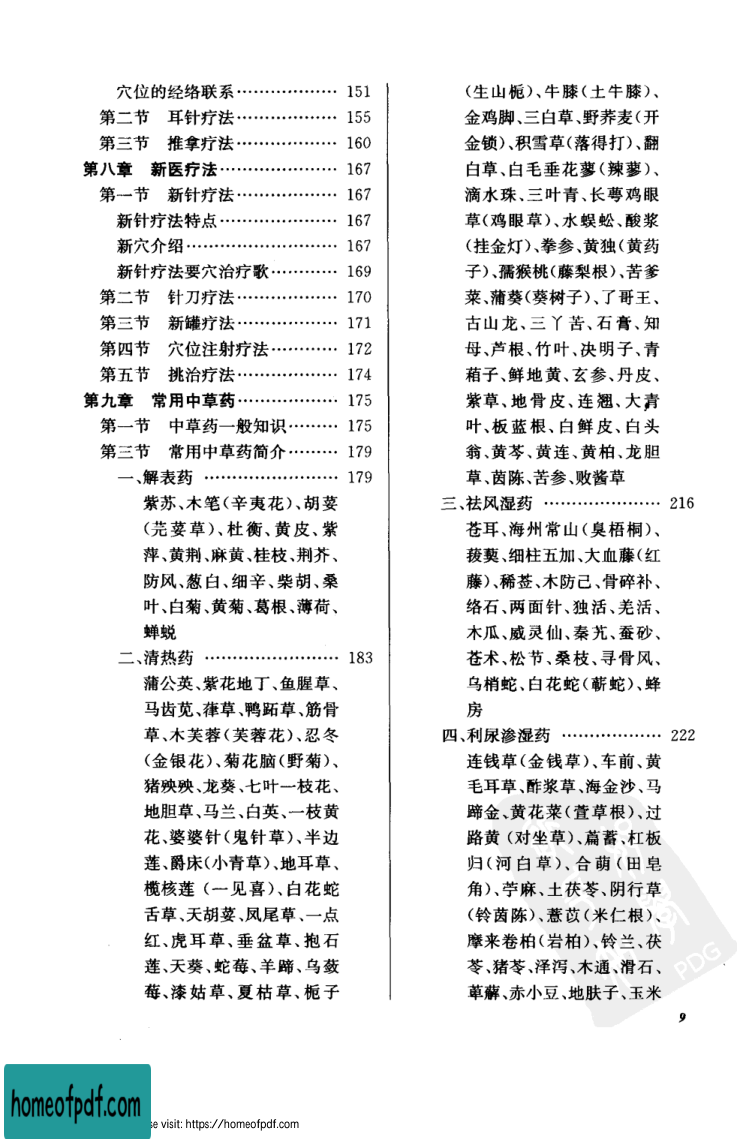 穴位的经络联系………………… 151
第二节　耳针疗法………………… 155
第三节　推拿疗法………………… 160
第八章　新医疗法………………… 167
第一节　新针疗法………………… 167
新针疗法特点………………… 167
新穴介绍………………………… 167
新针疗法要穴治疗歌………… 169
第二节　针刀疗法………………… 170
第三节　新罐疗法………………… 171
第四节　穴位注射疗法………… 172
第五节　挑治疗法………………… 174
第九章　常用中草药……………… 175
第一节　中草药一般知识……… 175
第三节　常用中草药简介……… 179
一、解表药 …………………… 179
紫苏、木笔(辛夷花)、胡荽
(芫荽草)、杜衡、黄皮、紫
萍、黄荆、麻黄、桂枝、荆芥、
防风、葱白、细辛、柴胡、桑
叶、白菊、黄菊、葛根、薄荷、
蝉蜕
二、清热药 …………………… 183
蒲公英、紫花地丁、鱼腥草、
马齿苋、葎草、鸭跖草、筋骨
草、木芙蓉(芙蓉花)、忍冬
(金银花)、菊花脑(野菊)、
猪殃殃、龙葵、七叶一枝花、
地胆草、马兰、白英、一枝黄
花、婆婆针(鬼针草)、半边
莲、爵床(小青草)、地耳草、
榄核莲 (一见喜)、白花蛇
舌草、天胡荽、凤尾草、一点
红、虎耳草、垂盆草、抱石
莲、天葵、蛇莓、羊蹄、乌蔹
莓、漆姑草、夏枯草、栀子
(生山栀)、牛膝(土牛膝)、
金鸡脚、三白草、野荞麦(开
金锁)、积雪草(落得打)、翻
白草、白毛垂花蓼(辣蓼)、
滴水珠、三叶青、长萼鸡眼
草(鸡眼草)、水蜈蚣、酸浆
(挂金灯)、拳参、黄独(黄药
子)、孺猴桃(藤梨根)、苦爹
菜、蒲葵(葵树子)、了哥王、
古山龙、三丫苦、石膏、知
母、芦根、竹叶、决明子、青
葙子、鲜地黄、玄参、丹皮、
紫草、地骨皮、连翘、大青
叶、板蓝根、白鲜皮、白头
翁、黄芩、黄连、黄柏、龙胆
草、茵陈、苦参、败酱草
三、祛风湿药 ………………… 216
苍耳、海州常山(臭梧桐)、
菝葜、细柱五加、大血藤(红
藤)、稀莶、木防己、骨碎补、
络石、两面针、独活、羌活、
木瓜、威灵仙、秦艽、蚕砂、
苍术、松节、桑枝、寻骨风、
乌梢蛇、白花蛇(蕲蛇)、蜂
房
四、利尿渗湿药 ……………… 222
连钱草(金钱草)、车前、黄
毛耳草、酢浆草、海金沙、马
蹄金、黄花菜(萱草根)、过
路黄 (对坐草)、萹蓄、杠板
归(河白草)、合萌(田皂
角)、苧麻、土茯苓、阴行草
(铃茵陈)、薏苡(米仁根)、
摩来卷柏(岩柏)、铃兰、茯
苓、猪苓、泽泻、木通、滑石、
萆薢、赤小豆、地肤子、玉米
PDG
9
homeofpdf.com
se visit: https://homeofpdf.com